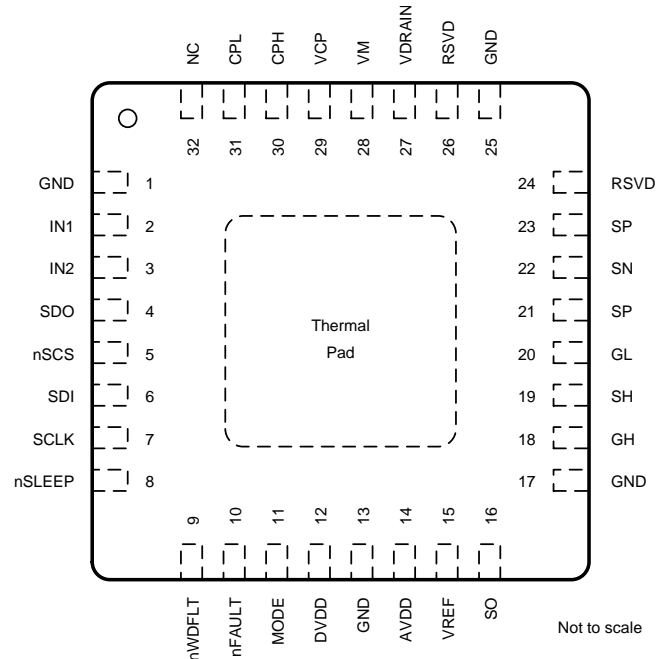 NC
CPL
CPH
VCP
VM
VDRAIN
RSVD
GND
32
31
30
29
28
27
26
25
GND 1
IN1 2
IN2 3
SDO 4
nSCS 5
SDI 6
SCLK 7
nSLEEP 8
24 RSVD
23 SP
22 SN
21 SP
20 GL
19 SH
18 GH
17 GND
Thermal
Pad
9
10
11
12
13
14
15
16
nWDFLT
nFAULT
MODE
DVDD
GND
AVDD
VREF
SO
Not to scale